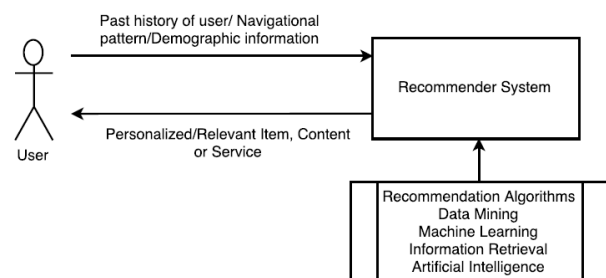 Past history of user/ Navigational
pattern/Demographic information
Recommender System
Personalized/Relevant Item, Content
or Service
User
Recommendation Algorithms
Data Mining
Machine Learning
Information Retrieval
Artificial Intelligence